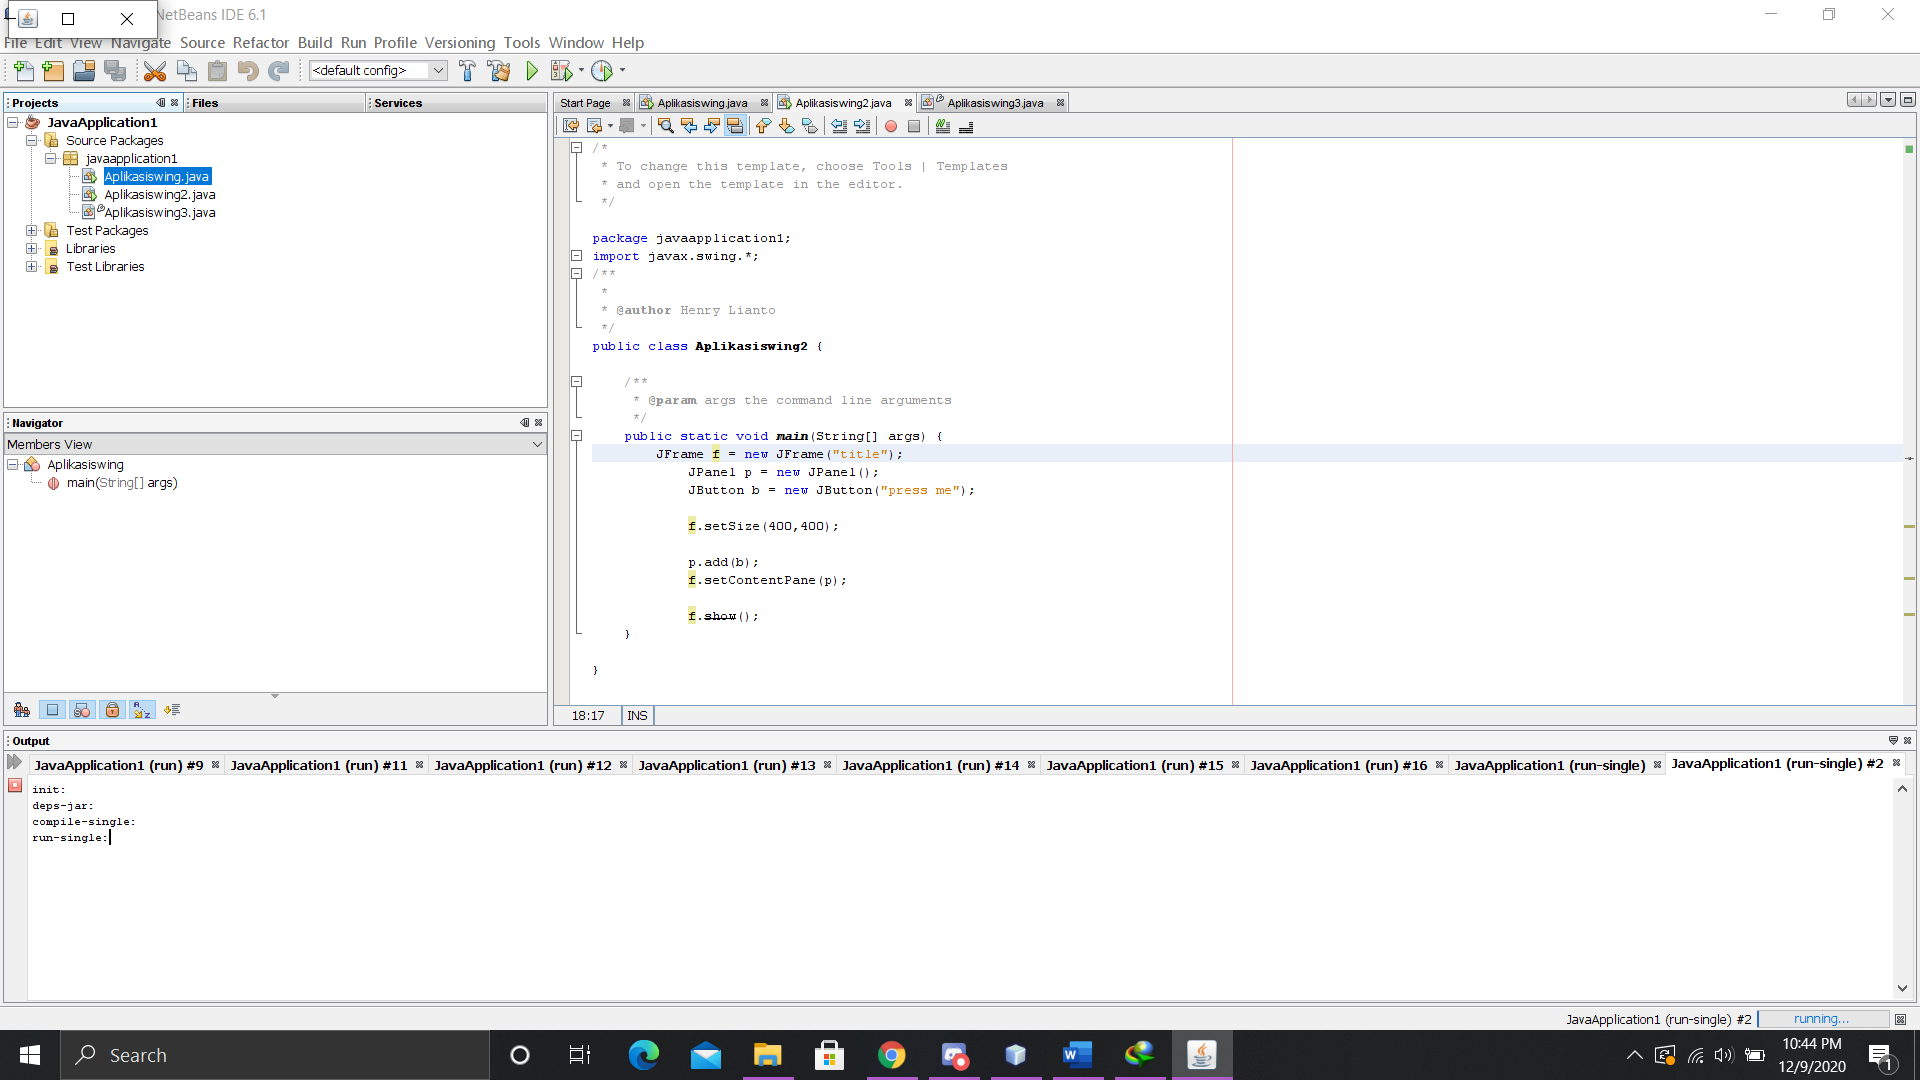 NetBeans IDE 6.1
File Edit View Navigate Source Refactor Build Run Profile Versioning Tools Window Help
<default config>
Projects Files Services
JavaApplication1
Source Packages
javaapplication1
Aplikasiswing.java
Aplikasiswing2.java
Aplikasiswing3.java
Test Packages
Libraries
Test Libraries
Navigator
Members View
Aplikasiswing
main(String[] args)
Start Page Aplikasiswing.java Aplikasiswing2.java Aplikasiswing3.java
/*
* To change this template, choose Tools | Templates
* and open the template in the editor.
*/
package javaapplication1;
import javax.swing.*;
/**
*
* @author Henry Lianto
*/
public class Aplikasiswing2 {
/**
* @param args the command line arguments
*/
public static void main(String[] args) {
JFrame f = new JFrame("title");
JPanel p = new JPanel();
JButton b = new JButton("press me");
f.setSize(400,400);
p.add(b);
f.setContentPane(p);
f.show();
}
}
18:17 INS
Output
JavaApplication1 (run) #9 JavaApplication1 (run) #11 JavaApplication1 (run) #12 JavaApplication1 (run) #13 JavaApplication1 (run) #14 JavaApplication1 (run) #15 JavaApplication1 (run) #16 JavaApplication1 (run-single) JavaApplication1 (run-single) #2
init:
deps-jar:
compile-single:
run-single:
JavaApplication1 (run-single) #2 running...
Search
10:44 PM
12/9/2020
1